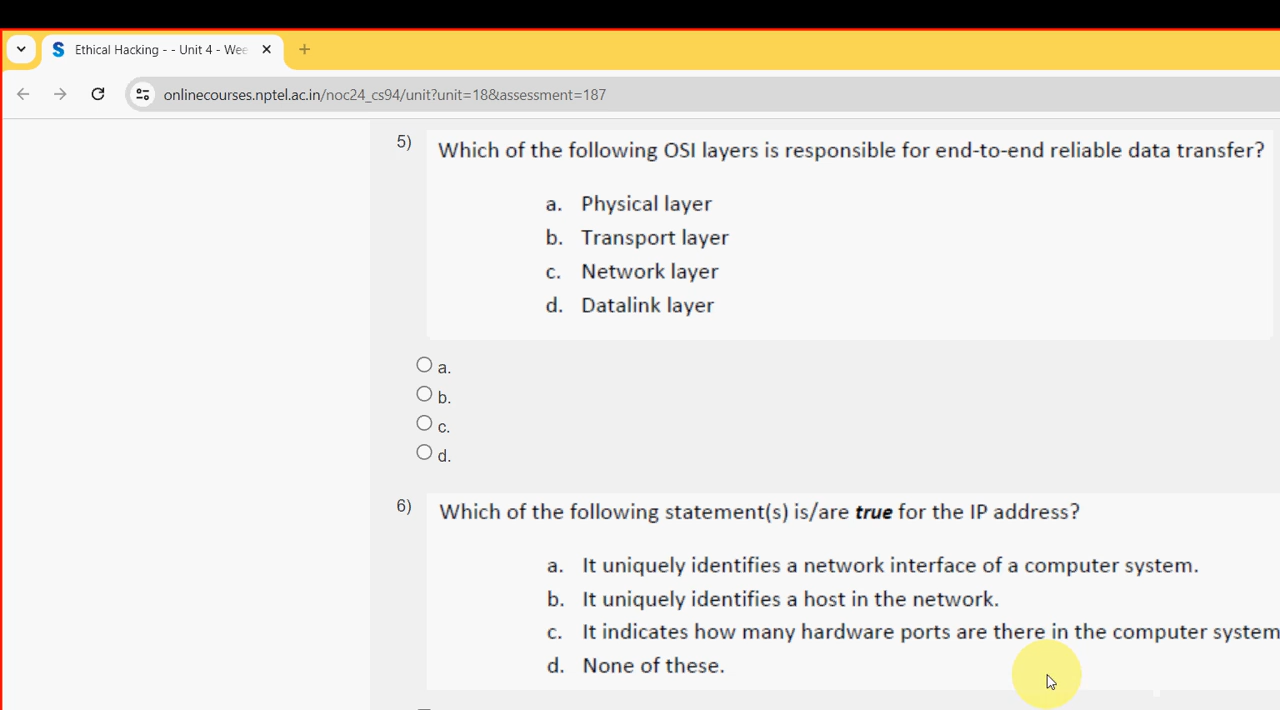 Ethical Hacking - - Unit 4 - Wee
onlinecourses.nptel.ac.in/noc24_cs94/unit?unit=18&assessment=187
5) Which of the following OSI layers is responsible for end-to-end reliable data transfer?
a. Physical layer
b. Transport layer
c. Network layer
d. Datalink layer
a.
b.
c.
d.
6) Which of the following statement(s) is/are true for the IP address?
a. It uniquely identifies a network interface of a computer system.
b. It uniquely identifies a host in the network.
c. It indicates how many hardware ports are there in the computer system
d. None of these.